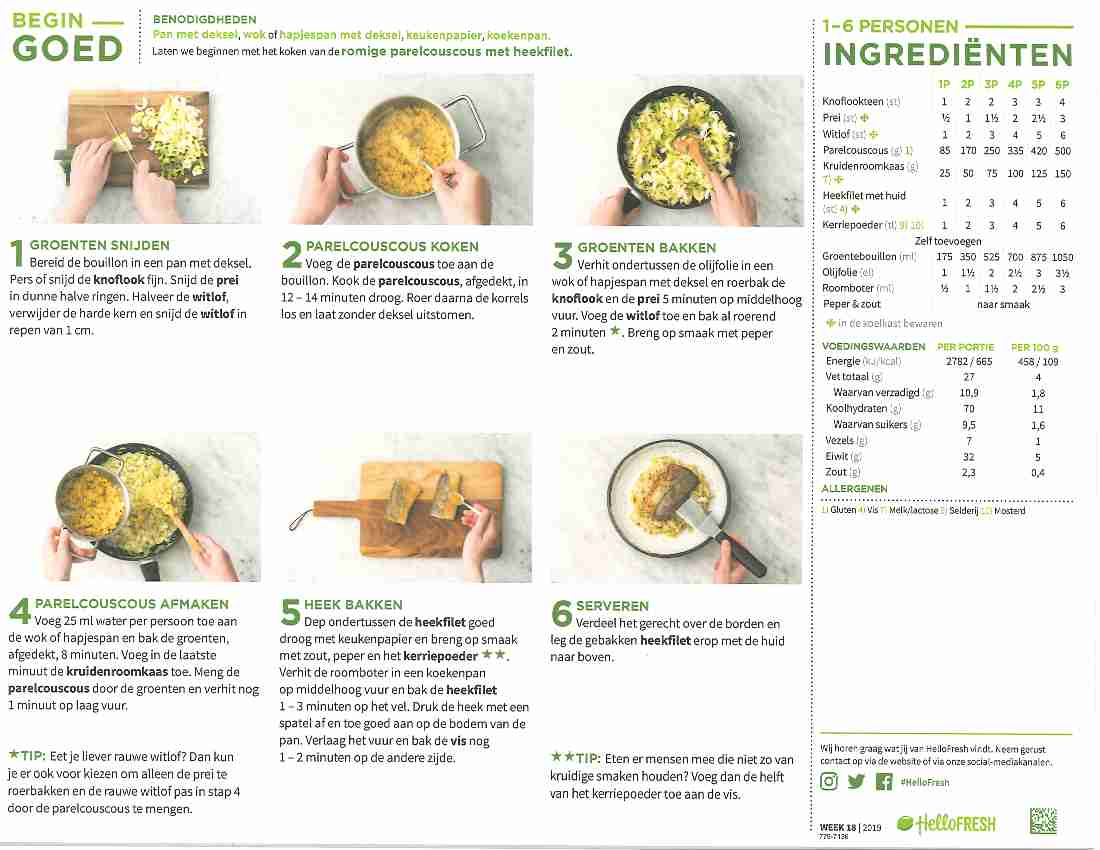 BEGIN
GOED
BENODIGDHEDEN
Pan met deksel, wok of hapjespan met deksel, keukenpapier, koekenpan.
Laten we beginnen met het koken van de romige parelcouscous met heekfilet.
1 GROENTEN SNIJDEN
Bereid de bouillon in een pan met deksel.
Pers of snijd de knoflook fijn. Snijd de prei
in dunne halve ringen. Halveer de witlof,
verwijder de harde kern en snijd de witlof in
repen van 1 cm.
2 PARELCOUSCOUS KOKEN
Voeg de parelcouscous toe aan de
bouillon. Kook de parelcouscous, afgedekt, in
12 – 14 minuten droog. Roer daarna de korrels
los en laat zonder deksel uitstomen.
3 GROENTEN BAKKEN
Verhit ondertussen de olijfolie in een
wok of hapjespan met deksel en roerbak de
knoflook en de prei 5 minuten op middelhoog
vuur. Voeg de witlof toe en bak al roerend
2 minuten ★. Breng op smaak met peper
en zout.
4 PARELCOUSCOUS AFMAKEN
Voeg 25 ml water per persoon toe aan
de wok of hapjespan en bak de groenten,
afgedekt, 8 minuten. Voeg in de laatste
minuut de kruidenroomkaas toe. Meng de
parelcouscous door de groenten en verhit nog
1 minuut op laag vuur.
★TIP: Eet je liever rauwe witlof? Dan kun
je er ook voor kiezen om alleen de prei te
roerbakken en de rauwe witlof pas in stap 4
door de parelcouscous te mengen.
5 HEEK BAKKEN
Dep ondertussen de heekfilet goed
droog met keukenpapier en breng op smaak
met zout, peper en het kerriepoeder ★★.
Verhit de roomboter in een koekenpan
op middelhoog vuur en bak de heekfilet
1 – 3 minuten op het vel. Druk de heek met een
spatel af en toe goed aan op de bodem van de
pan. Verlaag het vuur en bak de vis nog
1 – 2 minuten op de andere zijde.
6 SERVEREN
Verdeel het gerecht over de borden en
leg de gebakken heekfilet erop met de huid
naar boven.
★★TIP: Eten er mensen mee die niet zo van
kruidige smaken houden? Voeg dan de helft
van het kerriepoeder toe aan de vis.
1–6 PERSONEN
INGREDIËNTEN
1P 2P 3P 4P 5P 6P
Knoflookteen (st) 1 2 2 3 3 4
Prei (st) ½ 1 1½ 2 2½ 3
Witlof (st) 1 2 3 4 5 6
Parelcouscous (g) 1) 85 170 250 335 420 500
Kruidenroomkaas (g)
7) 25 50 75 100 125 150
Heekfilet met huid
(st) 4) 1 2 3 4 5 6
Kerriepoeder (tl) 9) 10) 1 2 3 4 5 6
Zelf toevoegen
Groentebouillon (ml) 175 350 525 700 875 1050
Olijfolie (el) 1 1½ 2 2½ 3 3½
Roomboter (ml) ½ 1 1½ 2 2½ 3
Peper & zout naar smaak
in de koelkast bewaren
VOEDINGSWAARDEN PER PORTIE PER 100 g
Energie (kJ/kcal) 2782 / 665 458 / 109
Vet totaal (g) 27 4
Waarvan verzadigd (g) 10,9 1,8
Koolhydraten (g) 70 11
Waarvan suikers (g) 9,5 1,6
Vezels (g) 7 1
Eiwit (g) 32 5
Zout (g) 2,3 0,4
ALLERGENEN
1) Gluten 4) Vis 7) Melk/lactose 9) Selderij 10) Mosterd
Wij horen graag wat jij van HelloFresh vindt. Neem gerust
contact op via de website of via onze social-mediakanalen.
#HelloFresh
WEEK 18 | 2019
HelloFRESH